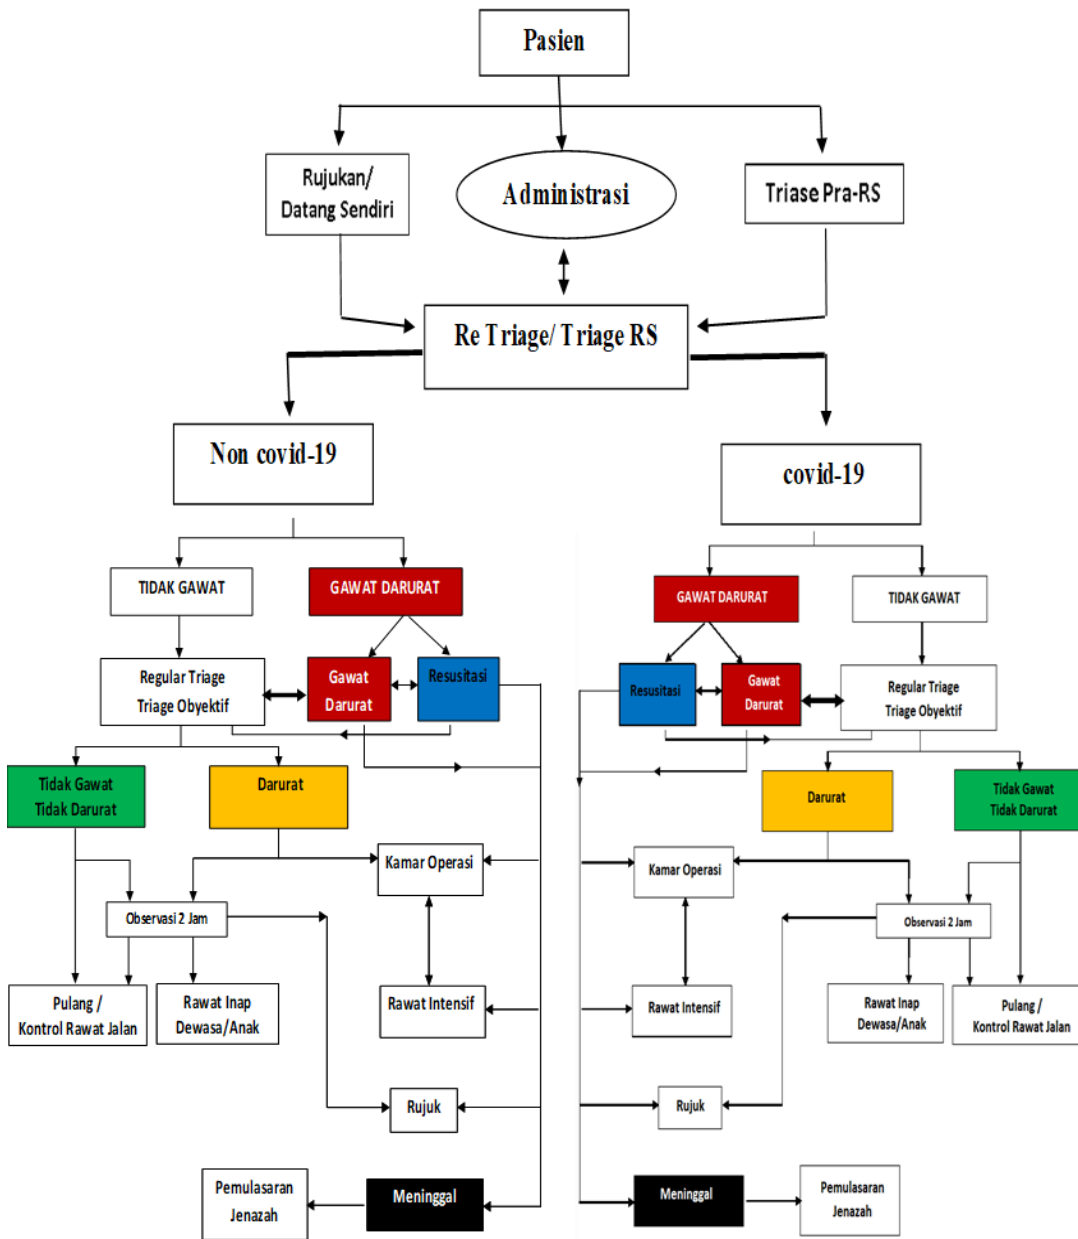 Pasien
Rujukan/
Datang Sendiri
Administrasi
Triase Pra-RS
Re Triage/ Triage RS
Non covid-19
covid-19
TIDAK GAWAT
GAWAT DARURAT
Regular Triage
Triage Obyektif
Gawat
Darurat
Resusitasi
Tidak Gawat
Tidak Darurat
Darurat
Kamar Operasi
Observasi 2 Jam
Pulang /
Kontrol Rawat Jalan
Rawat Inap
Dewasa/Anak
Rawat Intensif
Rujuk
Meninggal
Pemulasaran
Jenazah
GAWAT DARURAT
TIDAK GAWAT
Resusitasi
Gawat
Darurat
Regular Triage
Triage Obyektif
Darurat
Tidak Gawat
Tidak Darurat
Kamar Operasi
Observasi 2 Jam
Rawat Intensif
Rawat Inap
Dewasa/Anak
Pulang /
Kontrol Rawat Jalan
Rujuk
Meninggal
Pemulasaran
Jenazah